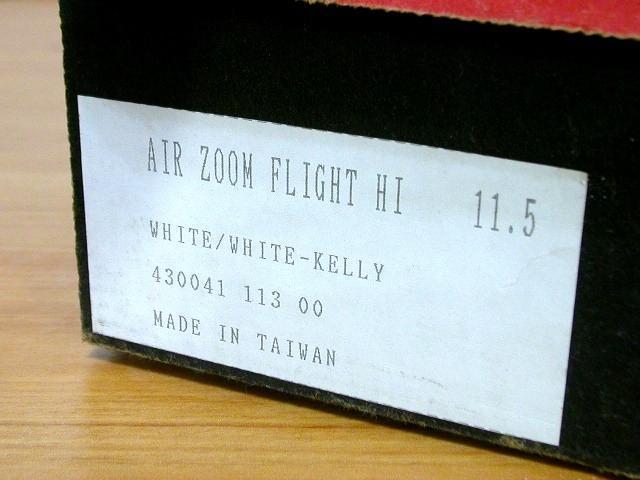 AIR ZOOM FLIGHT HI 11.5
WHITE/WHITE-KELLY
430041 113 00
MADE IN TAIWAN